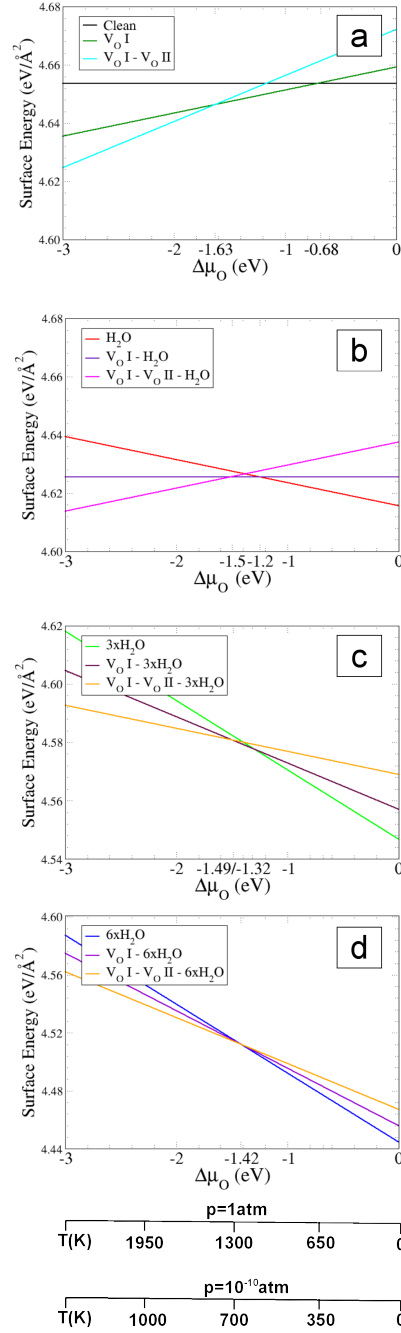 4.68
a
Clean
V_O I
V_O I - V_O II
4.66
4.64
4.62
4.60
Surface Energy (eV/Å²)
-3 -2 -1.63 -1 -0.68 0
Δμ_O (eV)
4.68
b
H₂O
V_O I - H₂O
V_O I - V_O II - H₂O
4.66
4.64
4.62
4.60
Surface Energy (eV/Å²)
-3 -2 -1.5 -1.2 -1 0
Δμ_O (eV)
4.62
c
3xH₂O
V_O I - 3xH₂O
V_O I - V_O II - 3xH₂O
4.60
4.58
4.56
4.54
Surface Energy (eV/Å²)
-3 -2 -1.49/-1.32 -1 0
Δμ_O (eV)
4.60
d
6xH₂O
V_O I - 6xH₂O
V_O I - V_O II - 6xH₂O
4.56
4.52
4.48
4.44
Surface Energy (eV/Å²)
-3 -2 -1.42 -1 0
Δμ_O (eV)
p=1atm
T(K) 1950 1300 650 0
p=10⁻¹⁰atm
T(K) 1000 700 350 0